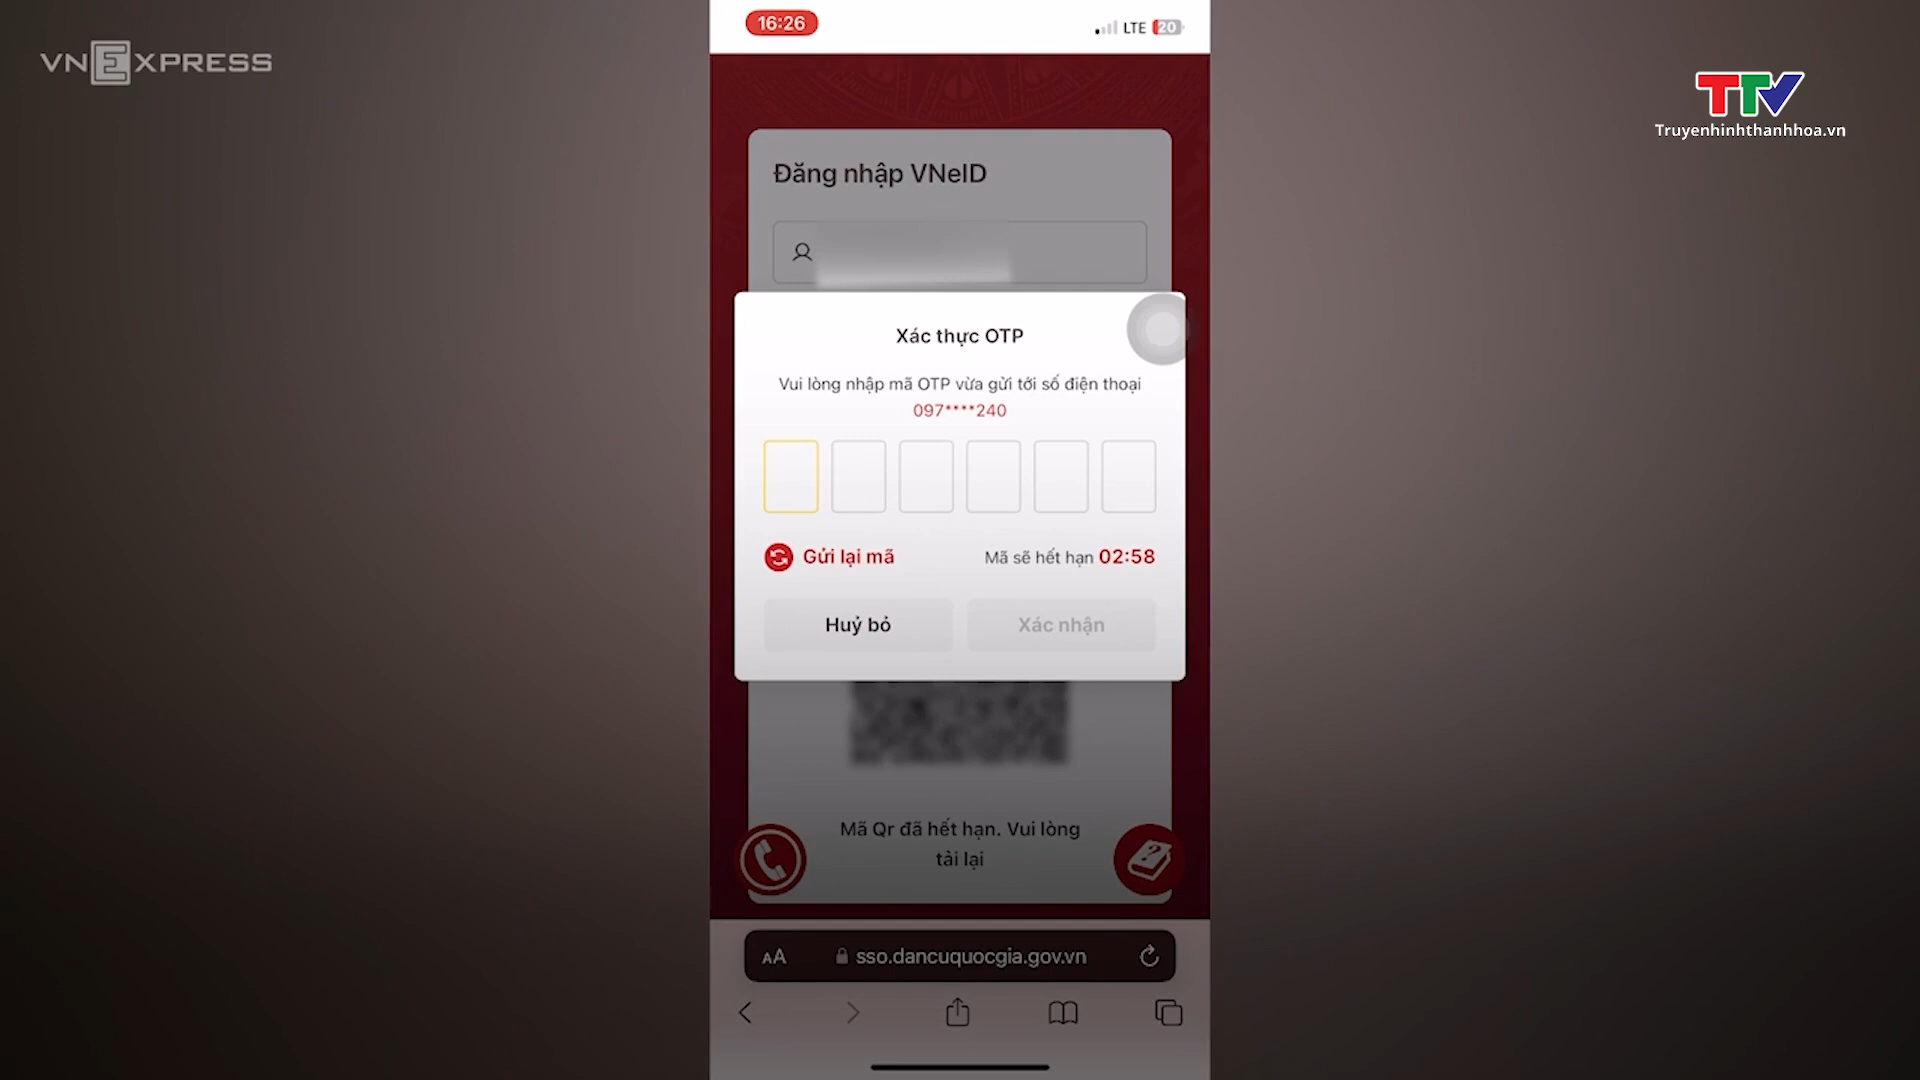 VNEXPRESS
TTV
Truyenhinhthanhhoa.vn
16:26
LTE 20
Đăng nhập VNeID
Xác thực OTP
Vui lòng nhập mã OTP vừa gửi tới số điện thoại
097****240
Gửi lại mã
Mã sẽ hết hạn 02:58
Huỷ bỏ
Xác nhận
Mã Qr đã hết hạn. Vui lòng
tải lại
AA
sso.dancuquocgia.gov.vn